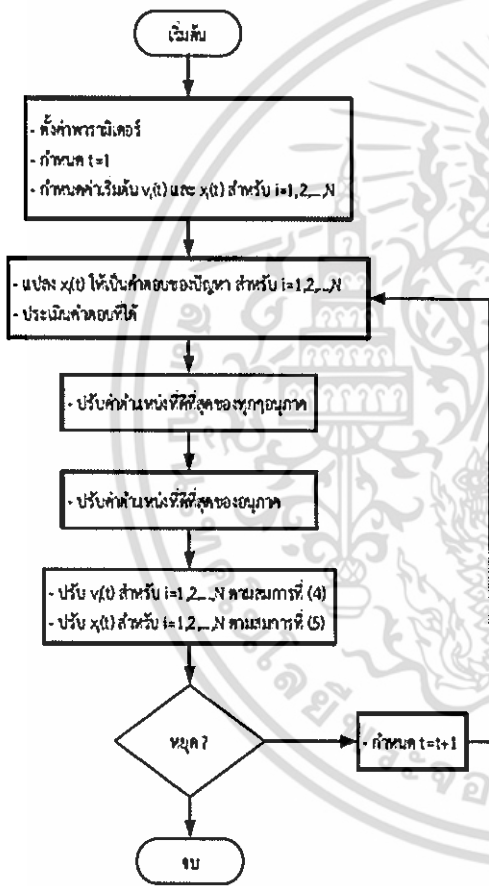 เริ่มต้น
- ตั้งค่าพารามิเตอร์
- กำหนด t=1
- กำหนดค่าเริ่มต้น vᵢ(t) และ xᵢ(t) สำหรับ i=1,2,...,N
- แปลง xᵢ(t) ให้เป็นคำตอบของปัญหา สำหรับ i=1,2,...,N
- ประเมินคำตอบที่ได้
- ปรับค่าตำแหน่งที่ดีที่สุดของทุกๆอนุภาค
- ปรับค่าตำแหน่งที่ดีที่สุดของอนุภาค
- ปรับ vᵢ(t) สำหรับ i=1,2,...,N ตามสมการที่ (4)
- ปรับ xᵢ(t) สำหรับ i=1,2,...,N ตามสมการที่ (5)
หยุด?
- กำหนด t=t+1
จบ